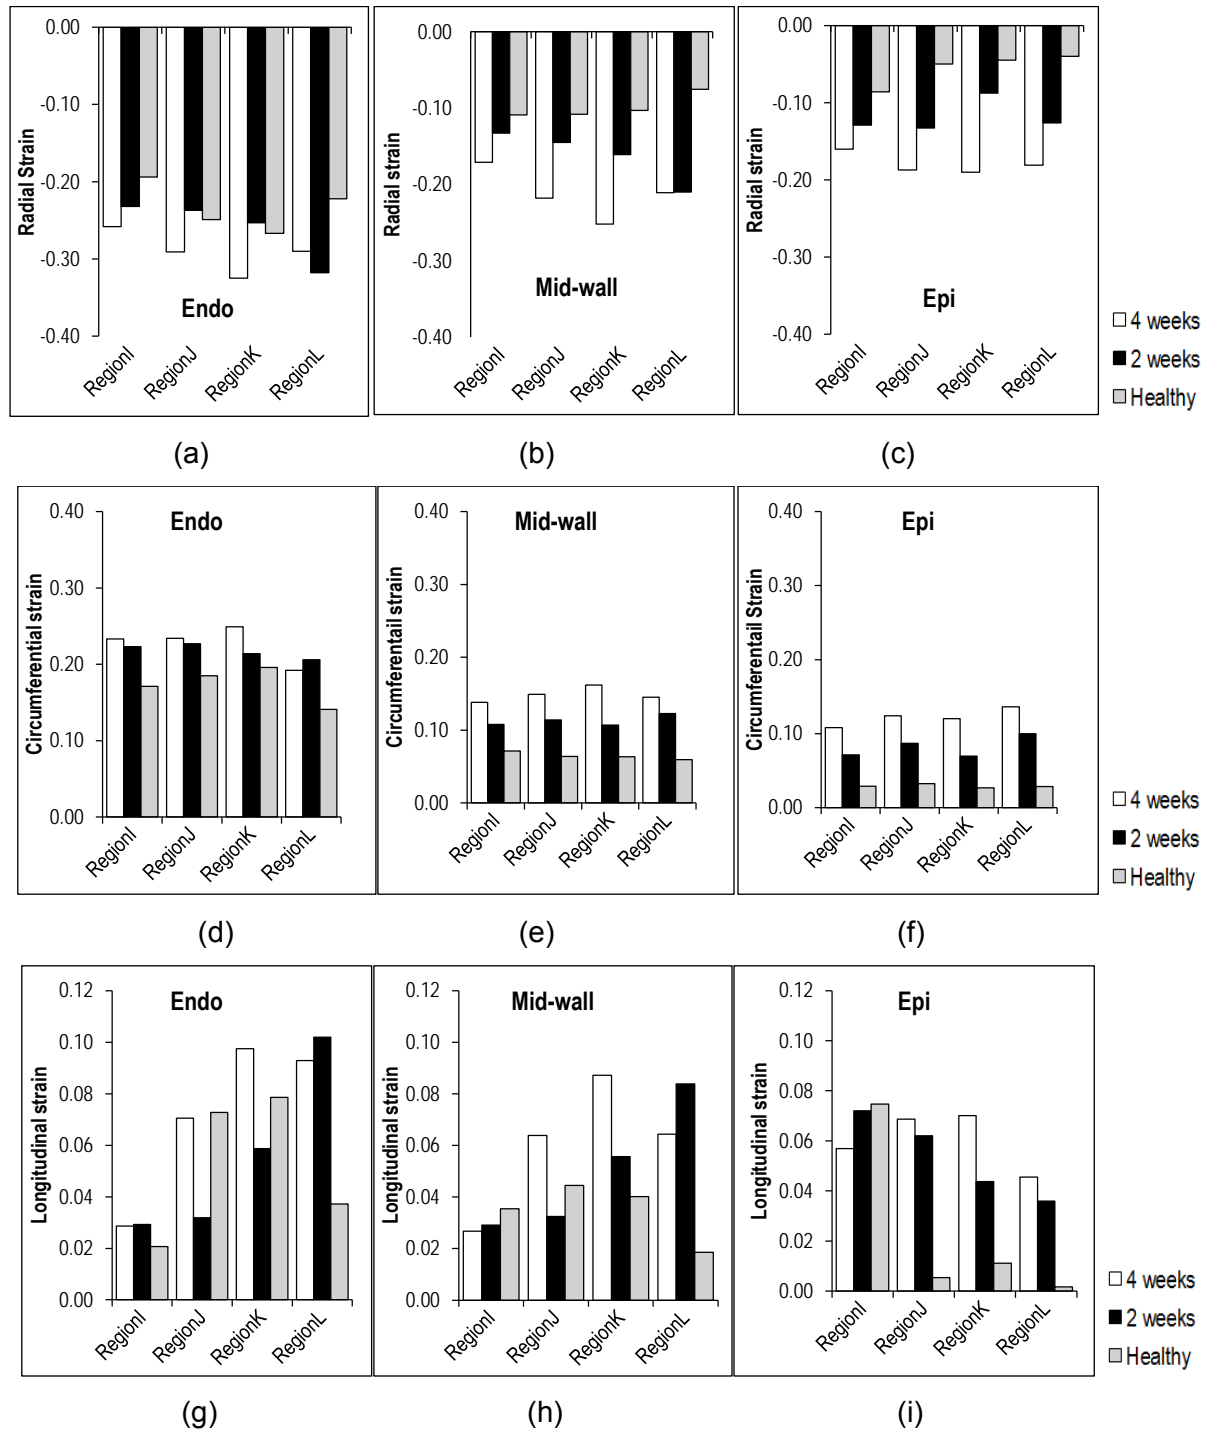 0.00
-0.10
-0.20
-0.30
-0.40
Radial Strain
Endo
RegionI
RegionJ
RegionK
RegionL
(a)
0.00
-0.10
-0.20
-0.30
-0.40
Radial strain
Mid-wall
RegionI
RegionJ
RegionK
RegionL
(b)
0.00
-0.10
-0.20
-0.30
-0.40
Radial strain
Epi
RegionI
RegionJ
RegionK
RegionL
(c)
4 weeks
2 weeks
Healthy
0.40
0.30
0.20
0.10
0.00
Circumferential strain
Endo
RegionI
RegionJ
RegionK
RegionL
(d)
0.40
0.30
0.20
0.10
0.00
Circumferentail strain
Mid-wall
RegionI
RegionJ
RegionK
RegionL
(e)
0.40
0.30
0.20
0.10
0.00
Circumferentail Strain
Epi
RegionI
RegionJ
RegionK
RegionL
(f)
4 weeks
2 weeks
Healthy
0.12
0.10
0.08
0.06
0.04
0.02
0.00
Longitudinal strain
Endo
RegionI
RegionJ
RegionK
RegionL
(g)
0.12
0.10
0.08
0.06
0.04
0.02
0.00
Longitudinal strain
Mid-wall
RegionI
RegionJ
RegionK
RegionL
(h)
0.12
0.10
0.08
0.06
0.04
0.02
0.00
Longitudinal strain
Epi
RegionI
RegionJ
RegionK
RegionL
(i)
4 weeks
2 weeks
Healthy